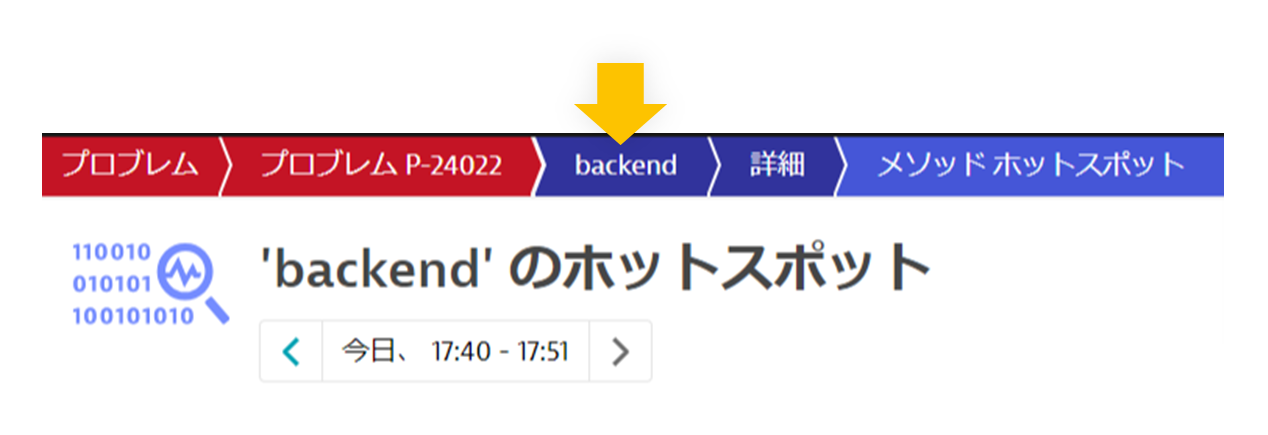 プロブレム プロブレム P-24022 backend 詳細 メソッド ホットスポット
110010
010101
100101010
'backend' のホットスポット
今日、 17:40 - 17:51